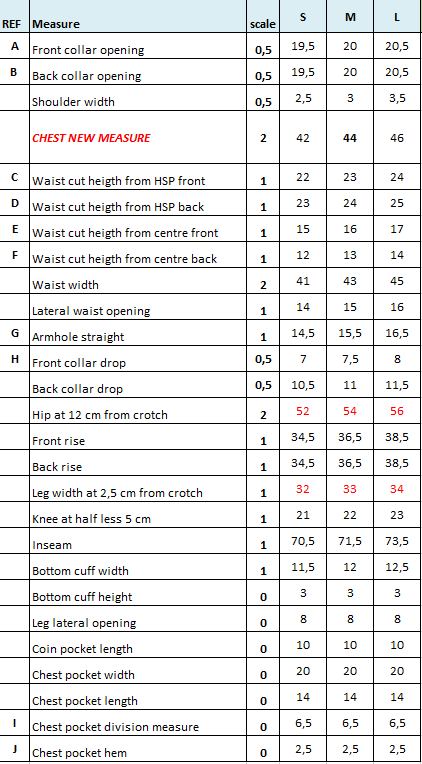 REF Measure scale S M L
A Front collar opening 0,5 19,5 20 20,5
B Back collar opening 0,5 19,5 20 20,5
Shoulder width 0,5 2,5 3 3,5
CHEST NEW MEASURE 2 42 44 46
C Waist cut heigth from HSP front 1 22 23 24
D Waist cut heigth from HSP back 1 23 24 25
E Waist cut heigth from centre front 1 15 16 17
F Waist cut heigth from centre back 1 12 13 14
Waist width 2 41 43 45
Lateral waist opening 1 14 15 16
G Armhole straight 1 14,5 15,5 16,5
H Front collar drop 0,5 7 7,5 8
Back collar drop 0,5 10,5 11 11,5
Hip at 12 cm from crotch 2 52 54 56
Front rise 1 34,5 36,5 38,5
Back rise 1 34,5 36,5 38,5
Leg width at 2,5 cm from crotch 1 32 33 34
Knee at half less 5 cm 1 21 22 23
Inseam 1 70,5 71,5 73,5
Bottom cuff width 1 11,5 12 12,5
Bottom cuff height 0 3 3 3
Leg lateral opening 0 8 8 8
Coin pocket length 0 10 10 10
Chest pocket width 0 20 20 20
Chest pocket length 0 14 14 14
I Chest pocket division measure 0 6,5 6,5 6,5
J Chest pocket hem 0 2,5 2,5 2,5